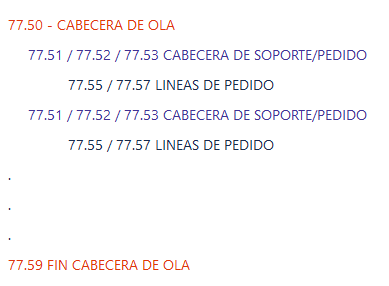 77.50 - CABECERA DE OLA
77.51 / 77.52 / 77.53 CABECERA DE SOPORTE/PEDIDO
77.55 / 77.57 LINEAS DE PEDIDO
77.51 / 77.52 / 77.53 CABECERA DE SOPORTE/PEDIDO
77.55 / 77.57 LINEAS DE PEDIDO
.
.
.
77.59 FIN CABECERA DE OLA